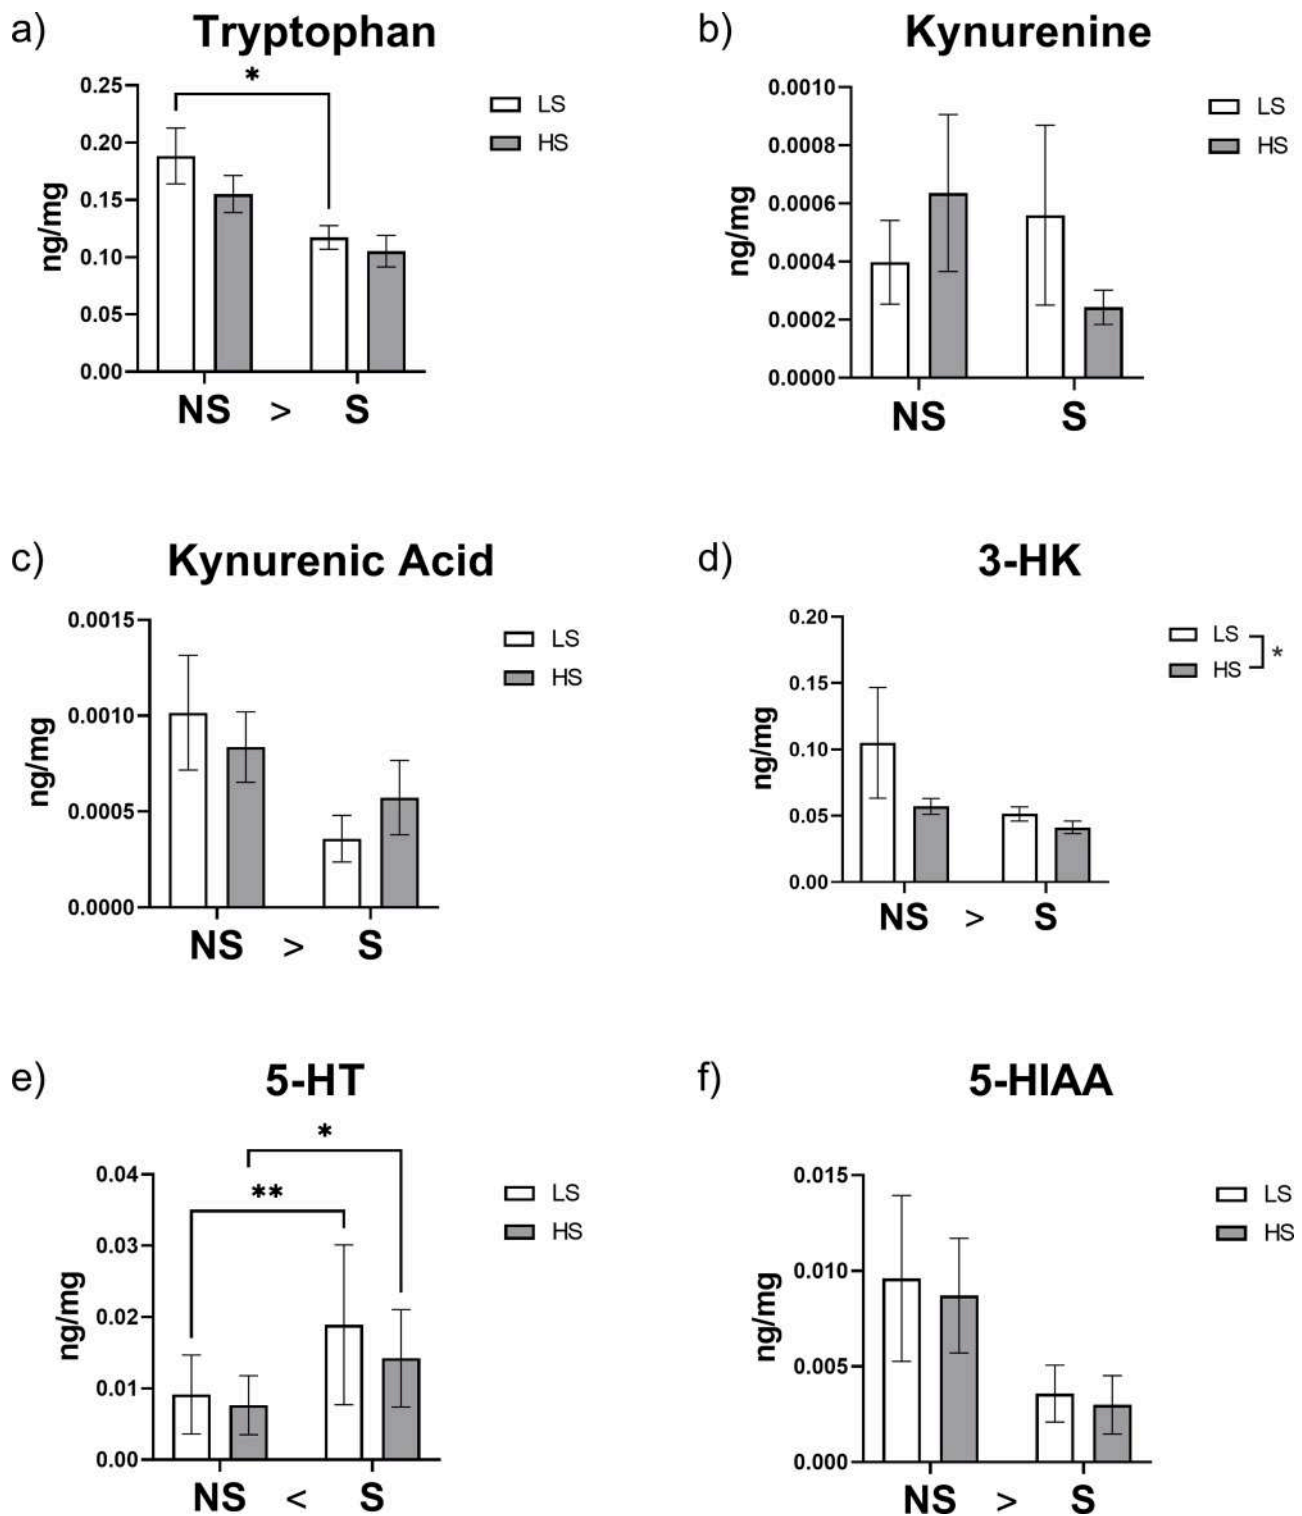 a) Tryptophan
*
0.25
0.20
0.15
0.10
0.05
0.00
ng/mg
NS > S
LS
HS
b) Kynurenine
0.0010
0.0008
0.0006
0.0004
0.0002
0.0000
ng/mg
NS S
LS
HS
c) Kynurenic Acid
0.0015
0.0010
0.0005
0.0000
ng/mg
NS > S
LS
HS
d) 3-HK
0.20
0.15
0.10
0.05
0.00
ng/mg
NS > S
LS
HS
*
e) 5-HT
*
**
0.04
0.03
0.02
0.01
0.00
ng/mg
NS < S
LS
HS
f) 5-HIAA
0.015
0.010
0.005
0.000
ng/mg
NS > S
LS
HS